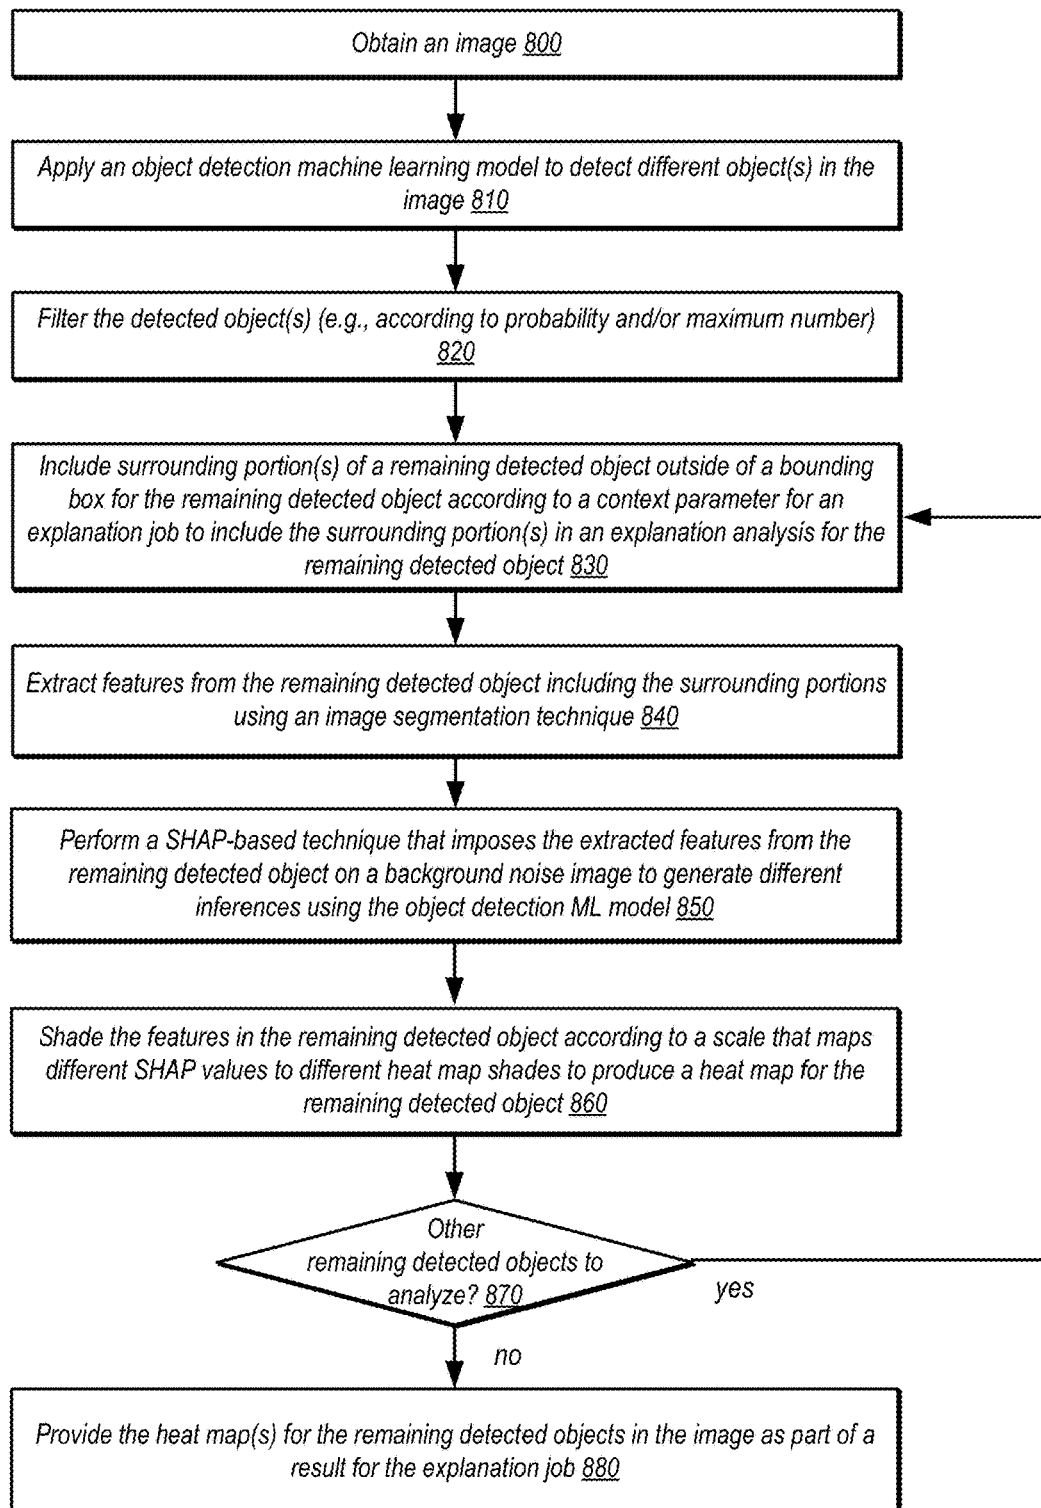 Obtain an image 800
Apply an object detection machine learning model to detect different object(s) in the
image 810
Filter the detected object(s) (e.g., according to probability and/or maximum number)
820
Include surrounding portion(s) of a remaining detected object outside of a bounding
box for the remaining detected object according to a context parameter for an
explanation job to include the surrounding portion(s) in an explanation analysis for the
remaining detected object 830
Extract features from the remaining detected object including the surrounding portions
using an image segmentation technique 840
Perform a SHAP-based technique that imposes the extracted features from the
remaining detected object on a background noise image to generate different
inferences using the object detection ML model 850
Shade the features in the remaining detected object according to a scale that maps
different SHAP values to different heat map shades to produce a heat map for the
remaining detected object 860
Other
remaining detected objects to
analyze? 870
yes
no
Provide the heat map(s) for the remaining detected objects in the image as part of a
result for the explanation job 880